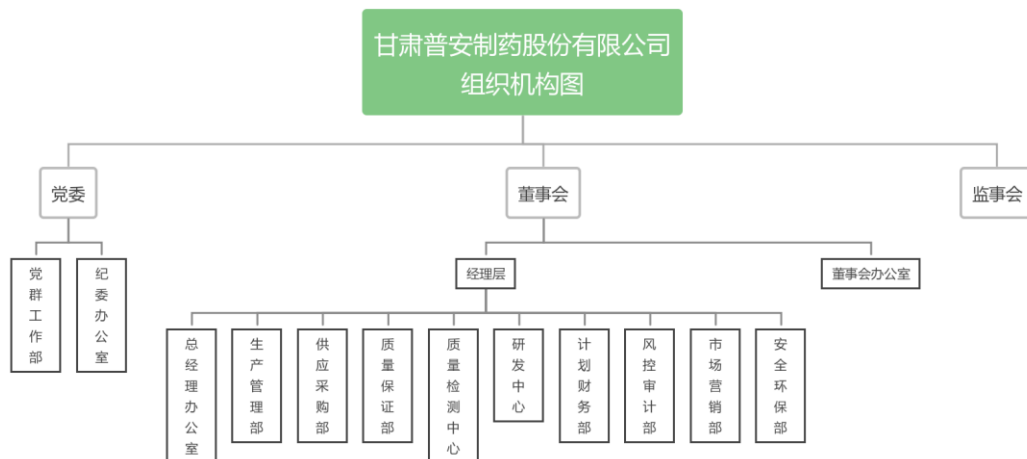 甘肃普安制药股份有限公司
组织机构图
党委
董事会
监事会
党群工作部
纪委办公室
经理层
董事会办公室
总经理办公室
生产管理部
供应采购部
质量保证部
质量检测中心
研发中心
计划财务部
风控审计部
市场营销部
安全环保部